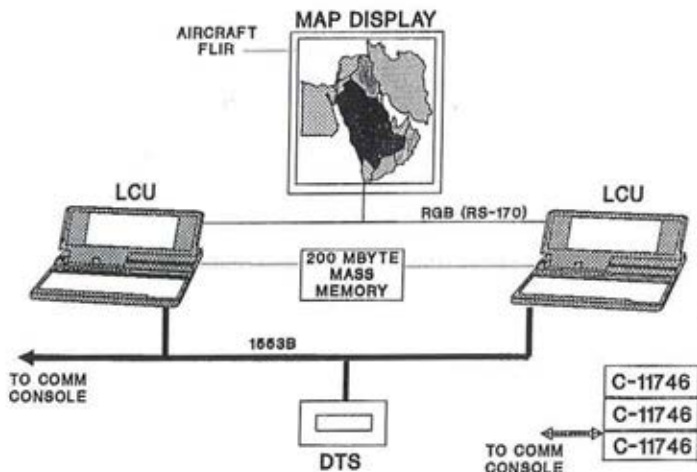 MAP DISPLAY
AIRCRAFT
FLIR
LCU
LCU
RGB (RS-170)
200 MBYTE
MASS
MEMORY
1553B
TO COMM
CONSOLE
DTS
C-11746
C-11746
C-11746
TO COMM
CONSOLE